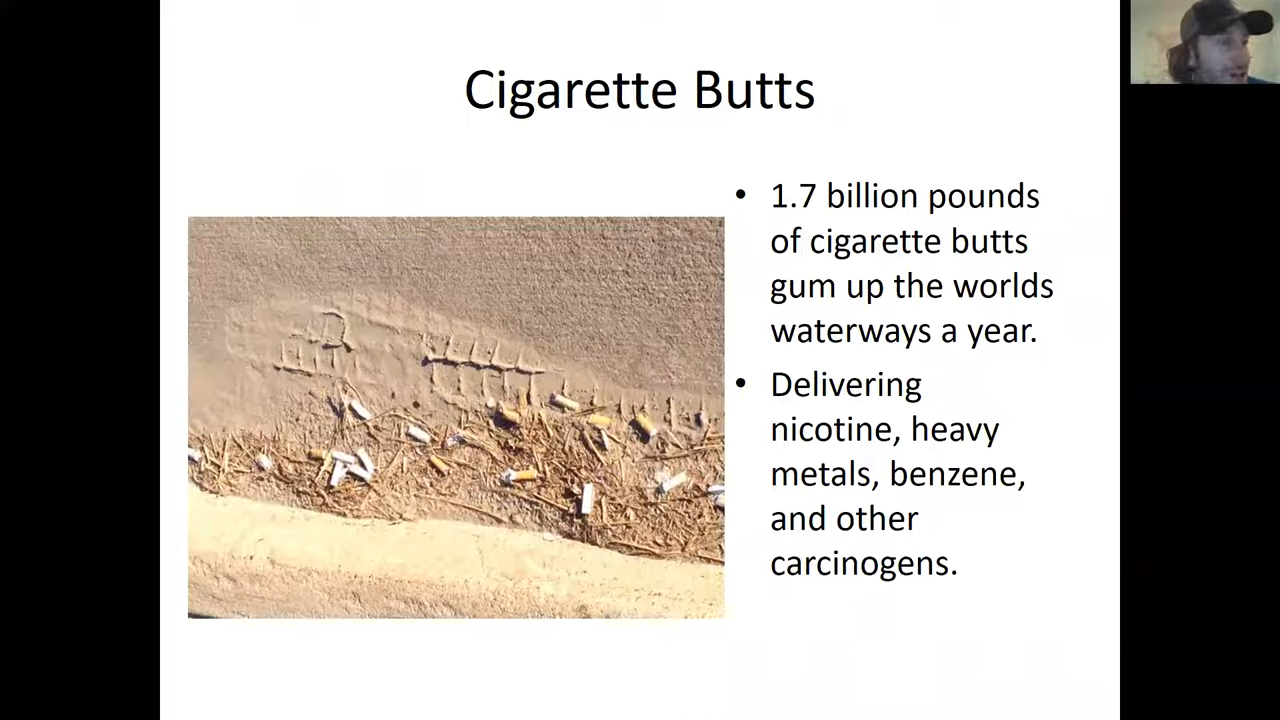 Cigarette Butts
• 1.7 billion pounds
of cigarette butts
gum up the worlds
waterways a year.
• Delivering
nicotine, heavy
metals, benzene,
and other
carcinogens.